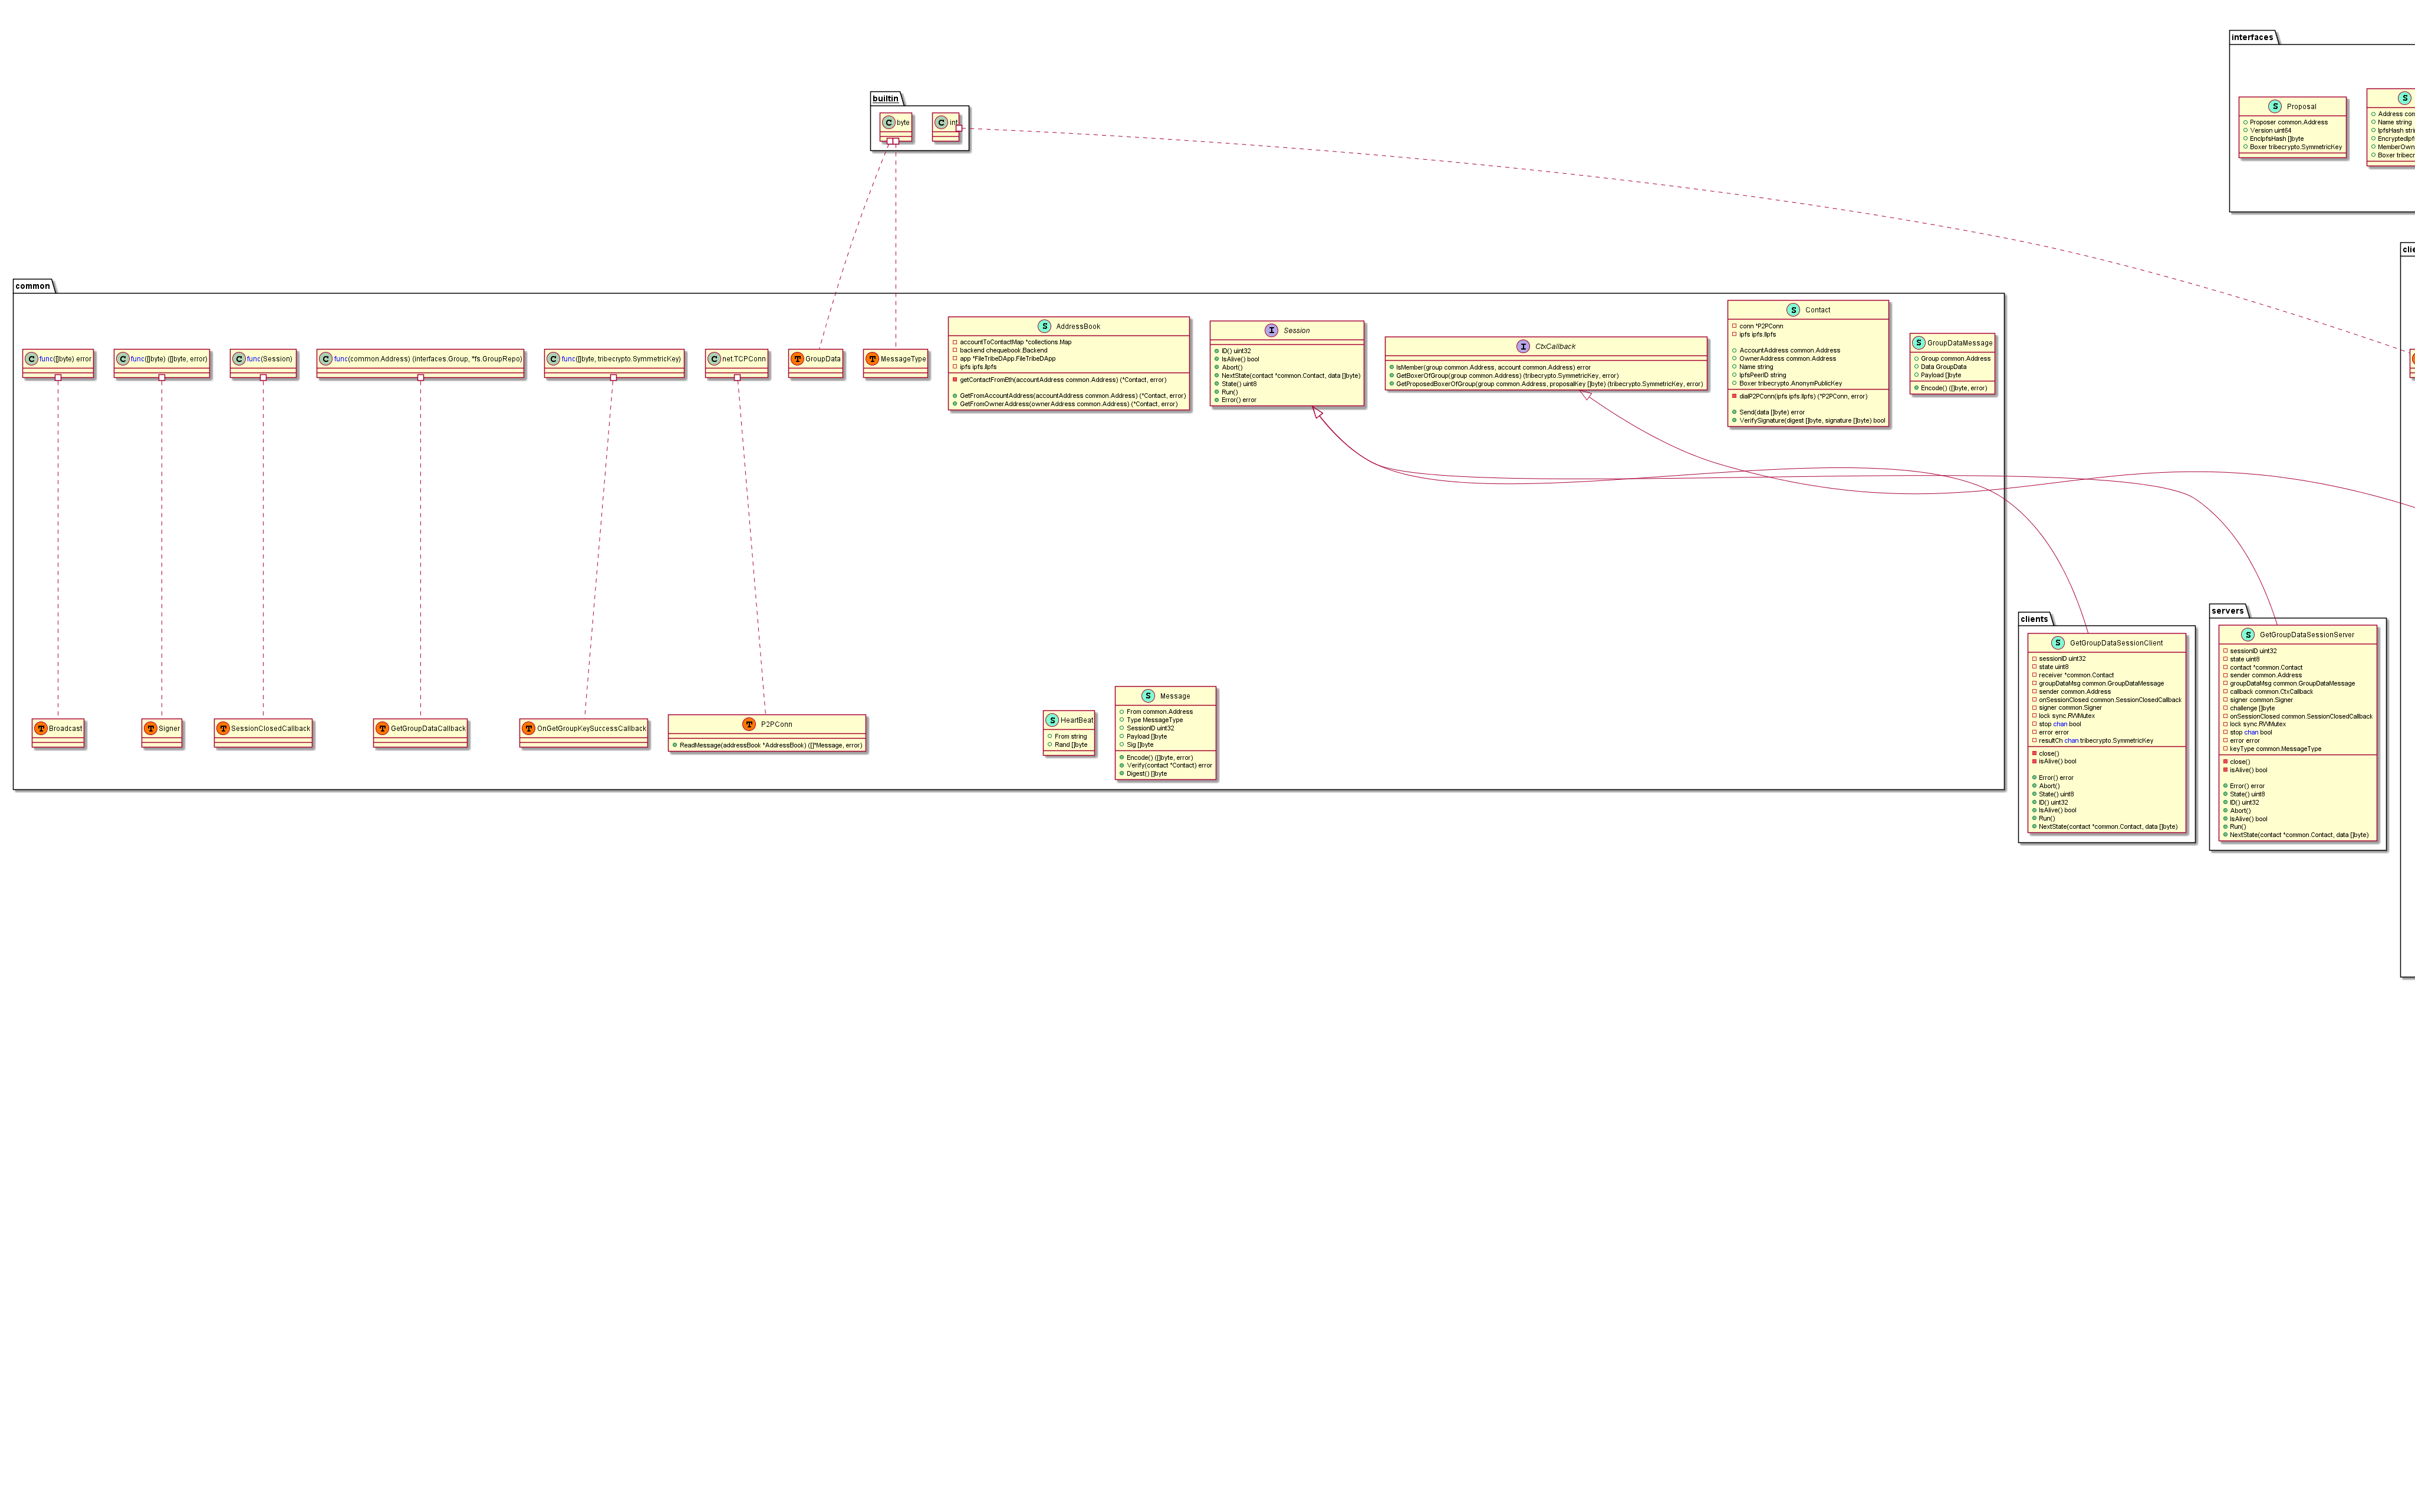 interfaces
Proposal
Proposer common.Address
Version uint64
EncIpfsHash []byte
Boxer tribecrypto.SymmetricKey
Name string
builtin
byte
int
common
func([]byte) error
func([]byte) ([]byte, error)
func(Session)
func(common.Address) (interfaces.Group, *fs.GroupRepo)
func([]byte, tribecrypto.SymmetricKey)
net.TCPConn
GroupData
MessageType
AddressBook
accountToContactMap *collections.Map
backend chequebook.Backend
app *FileTribeDApp.FileTribeDApp
ipfs ipfs.IIpfs
getContactFromEth(accountAddress common.Address) (*Contact, error)
GetFromAccountAddress(accountAddress common.Address) (*Contact, error)
GetFromOwnerAddress(ownerAddress common.Address) (*Contact, error)
Session
ID() uint32
IsAlive() bool
Abort()
NextState(contact *common.Contact, data []byte)
State() uint8
Run()
Error() error
CtxCallback
IsMember(group common.Address, account common.Address) error
GetBoxerOfGroup(group common.Address) (tribecrypto.SymmetricKey, error)
GetProposedBoxerOfGroup(group common.Address, proposalKey []byte) (tribecrypto.SymmetricKey, error)
Contact
conn *P2PConn
ipfs ipfs.IIpfs
AccountAddress common.Address
OwnerAddress common.Address
Name string
IpfsPeerID string
Boxer tribecrypto.AnonymPublicKey
dialP2PConn(ipfs ipfs.IIpfs) (*P2PConn, error)
Send(data []byte) error
VerifySignature(digest []byte, signature []byte) bool
GroupDataMessage
Group common.Address
Data GroupData
Payload []byte
Encode() ([]byte, error)
Broadcast
Signer
SessionClosedCallback
GetGroupDataCallback
OnGetGroupKeySuccessCallback
P2PConn
ReadMessage(addressBook *AddressBook) ([]*Message, error)
HeartBeat
From string
Rand []byte
Message
From common.Address
Type MessageType
SessionID uint32
Payload []byte
Sig []byte
Encode() ([]byte, error)
Verify(contact *Contact) error
Digest() []byte
clients
GetGroupDataSessionClient
sessionID uint32
state uint8
receiver *common.Contact
groupDataMsg common.GroupDataMessage
sender common.Address
onSessionClosed common.SessionClosedCallback
signer common.Signer
lock sync.RWMutex
stop chan bool
error error
resultCh chan tribecrypto.SymmetricKey
close()
isAlive() bool
Error() error
Abort()
State() uint8
ID() uint32
IsAlive() bool
Run()
NextState(contact *common.Contact, data []byte)
servers
GetGroupDataSessionServer
sessionID uint32
state uint8
contact *common.Contact
sender common.Address
groupDataMsg common.GroupDataMessage
callback common.CtxCallback
signer common.Signer
challenge []byte
onSessionClosed common.SessionClosedCallback
lock sync.RWMutex
stop chan bool
error error
keyType common.MessageType
close()
isAlive() bool
Error() error
State() uint8
ID() uint32
Abort()
IsAlive() bool
Run()
NextState(contact *common.Contact, data []byte)